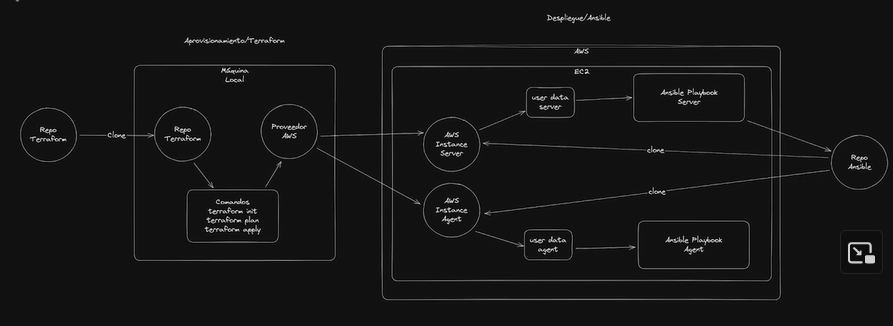 Despliegue/Ansible
Aprovisionamiento/Terraform
Máquina
Local
AWS
EC2
Repo
Terraform
Clone
Repo
Terraform
Proveedor
AWS
Comandos
terraform init
terraform plan
terraform apply
AWS
Instance
Server
user data
server
Ansible Playbook
Server
clone
Repo
Ansible
clone
AWS
Instance
Agent
user data
agent
Ansible Playbook
Agent